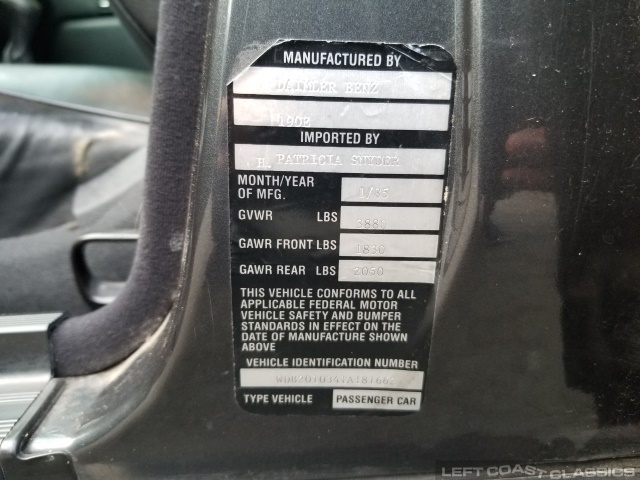 MANUFACTURED BY
DAIMLER BENZ
190E
IMPORTED BY
H. PATRICIA
MONTH/YEAR
OF MFG. 1/85
GVWR LBS
GAWR FRONT LBS 1830
GAWR REAR LBS
THIS VEHICLE CONFORMS TO ALL
APPLICABLE FEDERAL MOTOR
VEHICLE SAFETY AND BUMPER
STANDARDS IN EFFECT ON THE
DATE OF MANUFACTURE SHOWN
ABOVE
VEHICLE IDENTIFICATION NUMBER
TYPE VEHICLE PASSENGER CAR
LEFT COAST CLASSICS